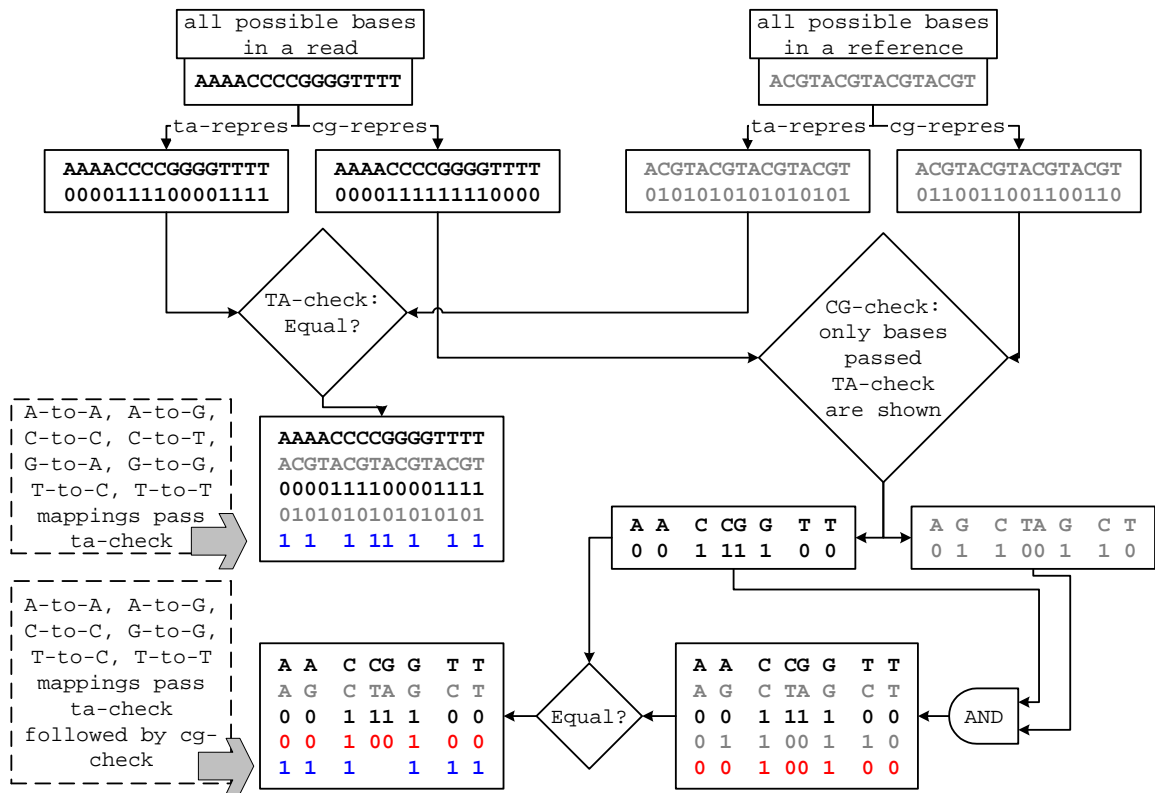 all possible bases
in a read
AAAACCCCGGGGTTTT
all possible bases
in a reference
ACGTACGTACGTACGT
ta-repres
cg-repres
ta-repres
cg-repres
AAAACCCCGGGGTTTT
0000111100001111
AAAACCCCGGGGTTTT
0000111111110000
ACGTACGTACGTACGT
0101010101010101
ACGTACGTACGTACGT
0110011001100110
TA-check:
Equal?
CG-check:
only bases
passed
TA-check
are shown
A-to-A, A-to-G,
C-to-C, C-to-T,
G-to-A, G-to-G,
T-to-C, T-to-T
mappings pass
ta-check
AAAACCCCGGGGTTTT
ACGTACGTACGTACGT
0000111100001111
0101010101010101
1 1 1 11 1 1 1
A A C CG G T T
0 0 1 11 1 0 0
A G C TA G C T
0 1 1 00 1 1 0
A-to-A, A-to-G,
C-to-C, G-to-G,
T-to-C, T-to-T
mappings pass
ta-check
followed by cg-
check
A A C CG G T T
A G C TA G C T
0 0 1 11 1 0 0
0 0 1 00 1 0 0
1 1 1 1 1 1
Equal?
A A C CG G T T
A G C TA G C T
0 0 1 11 1 0 0
0 1 1 00 1 1 0
0 0 1 00 1 0 0
AND